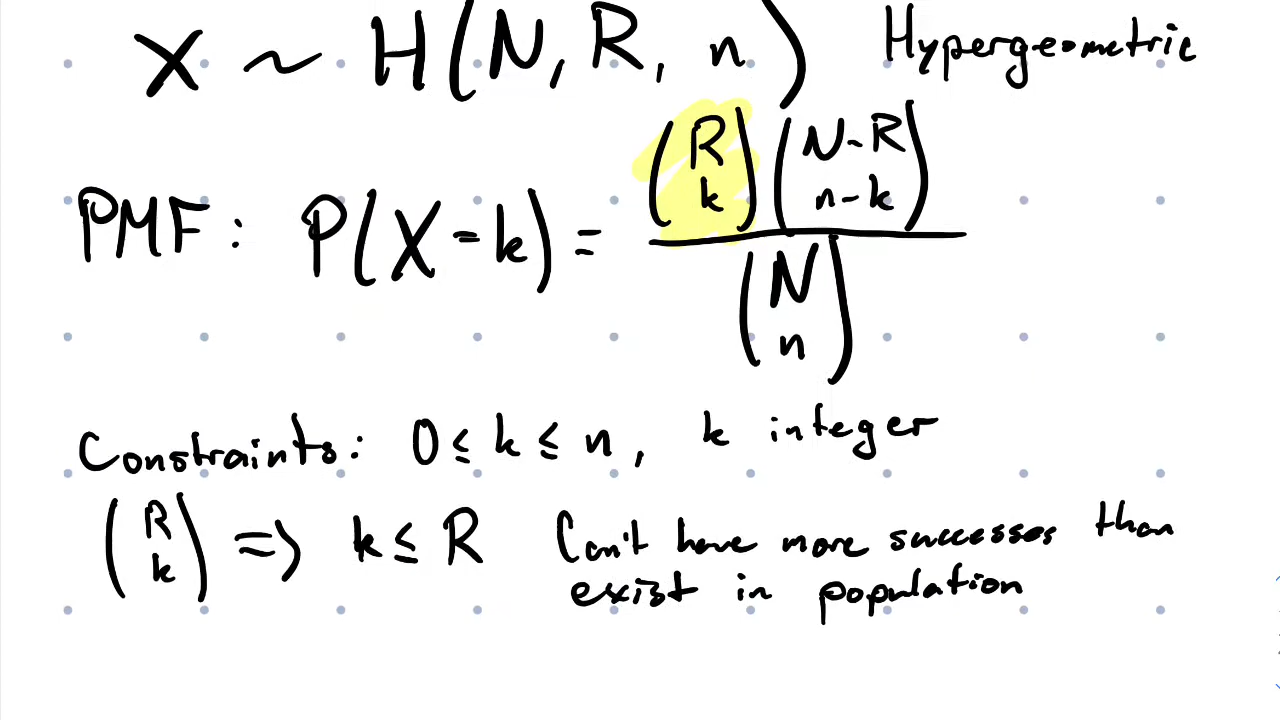 X ~ H(N, R, n) Hypergeometric
PMF: P(X = k) = (R k) (N-R n-k) / (N n)
Constraints: 0 ≤ k ≤ n, k integer
(R k) => k ≤ R Can't have more successes than
exist in population